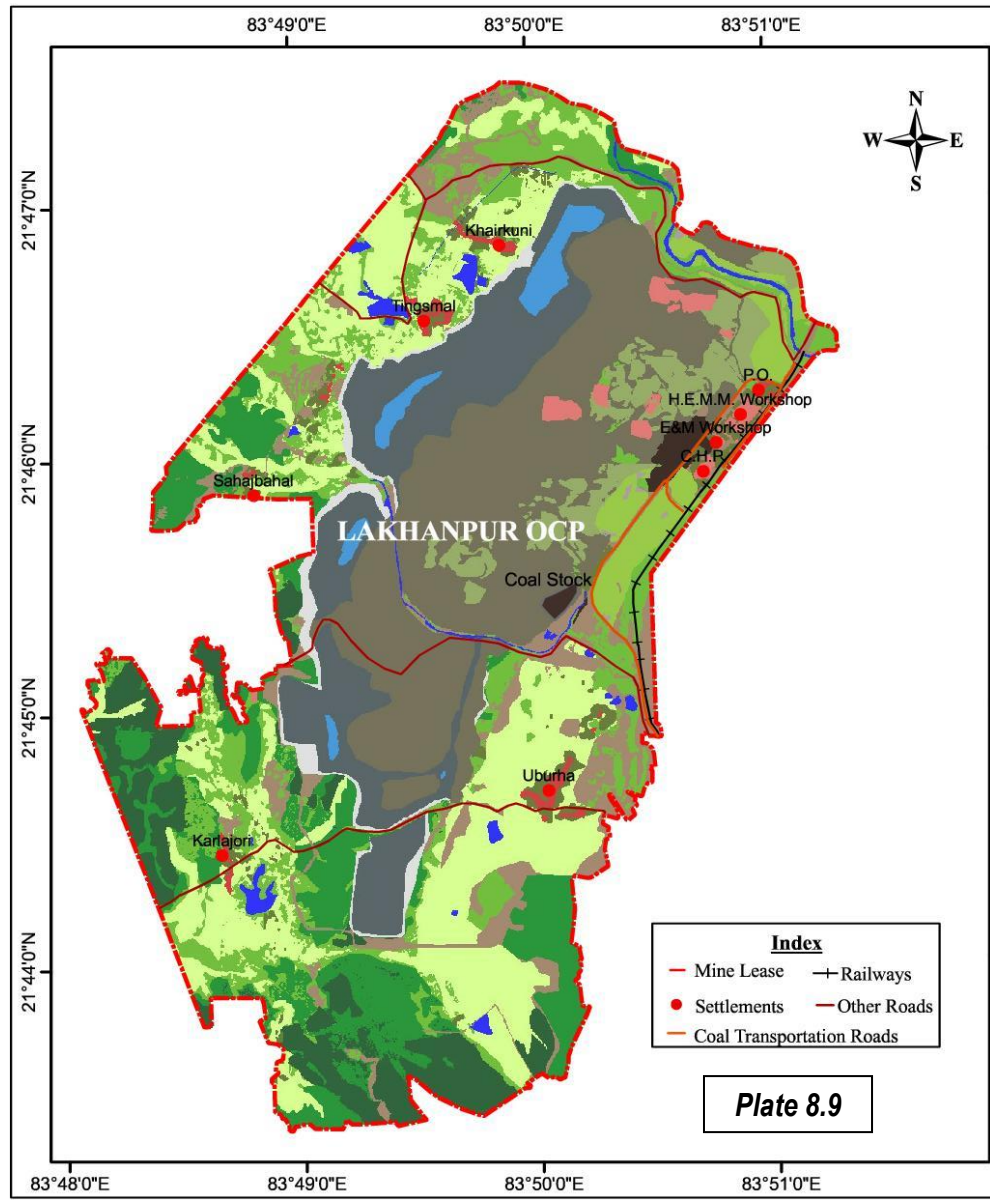 83°49'0"E
83°50'0"E
83°51'0"E
N
W
E
S
21°47'0"N
21°46'0"N
21°45'0"N
21°44'0"N
Khairkuni
Tingsmal
P.O.
H.E.M.M. Workshop
E&M Workshop
C.H.P.
Sahajbahal
LAKHANPUR OCP
Coal Stock
Uburha
Karlajori
Index
Mine Lease
Railways
Settlements
Other Roads
Coal Transportation Roads
Plate 8.9
83°48'0"E
83°49'0"E
83°50'0"E
83°51'0"E